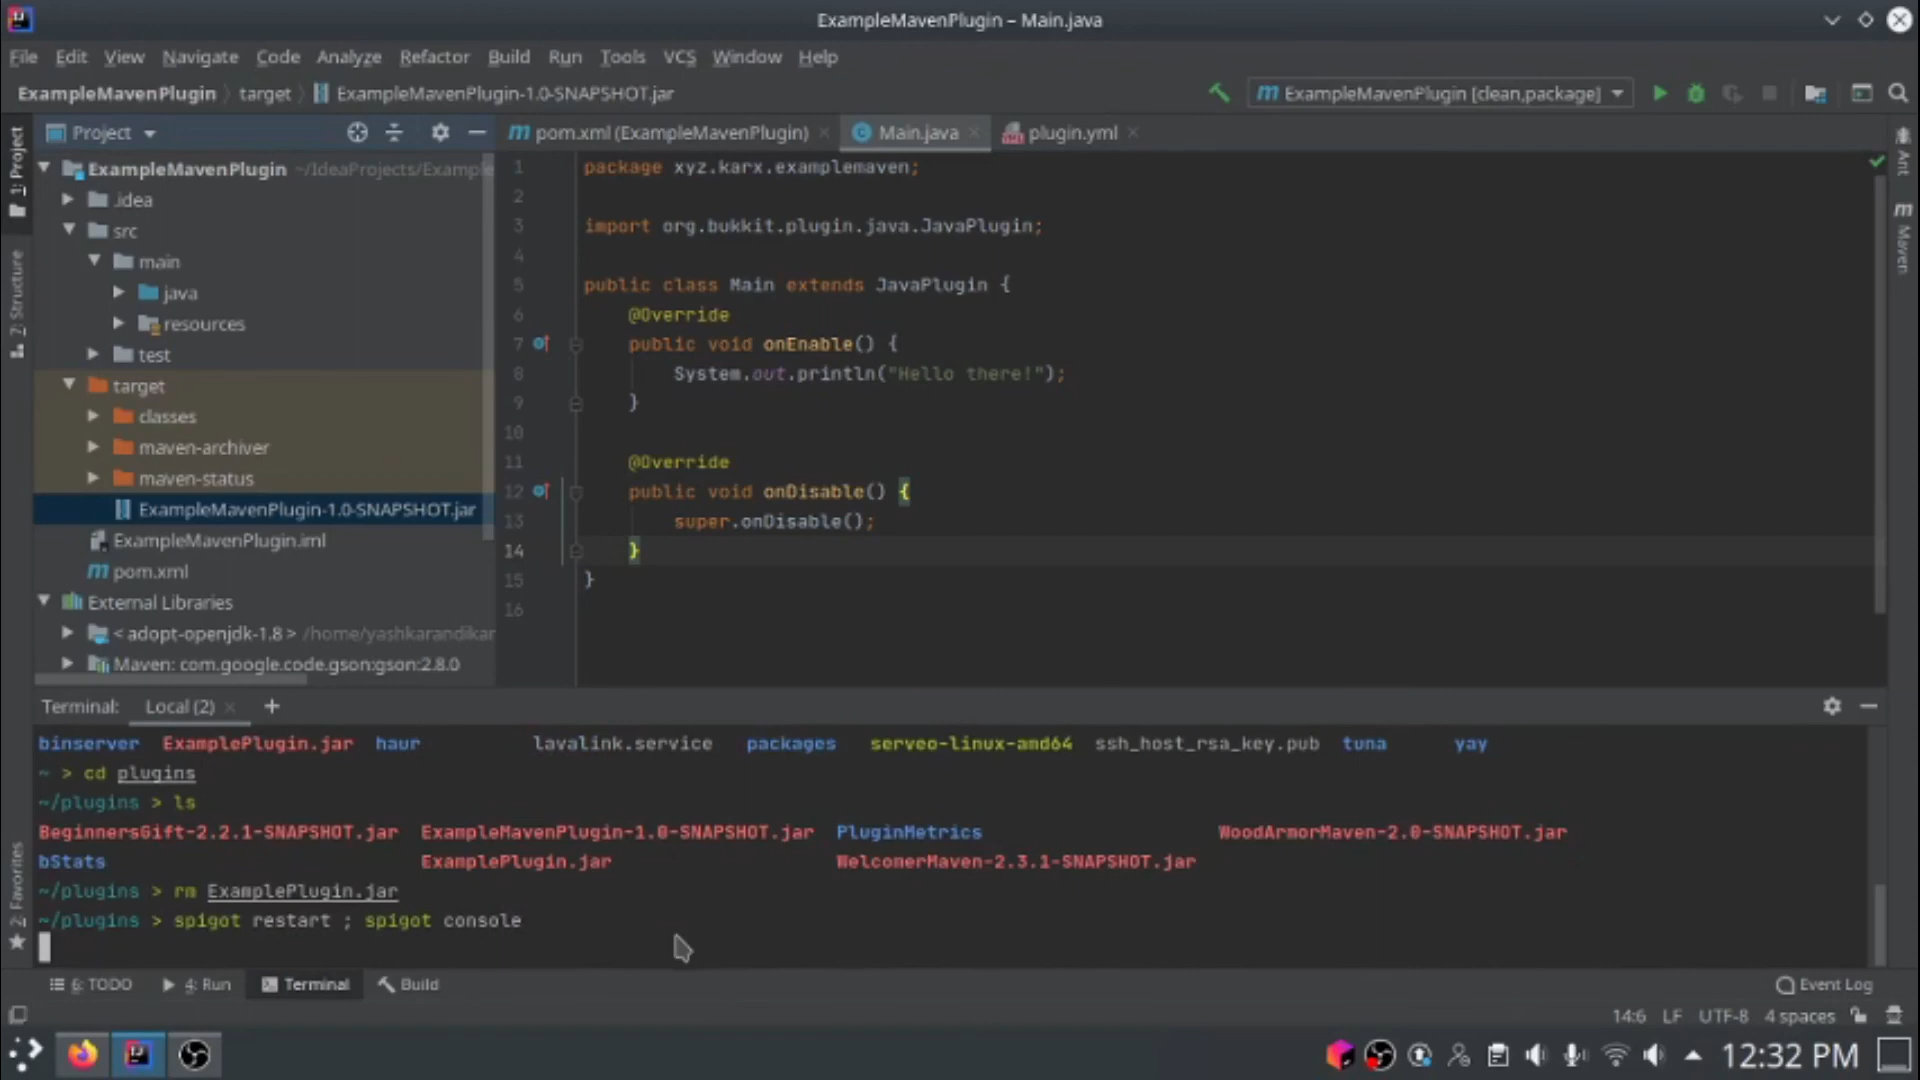 ExampleMavenPlugin – Main.java
File Edit View Navigate Code Analyze Refactor Build Run Tools VCS Window Help
ExampleMavenPlugin target ExampleMavenPlugin-1.0-SNAPSHOT.jar
ExampleMavenPlugin [clean,package]
Project
pom.xml (ExampleMavenPlugin) Main.java plugin.yml
1: Project
7: Structure
2: Favorites
Ant
Maven
ExampleMavenPlugin ~/IdeaProjects/Example
.idea
src
main
java
resources
test
target
classes
maven-archiver
maven-status
ExampleMavenPlugin-1.0-SNAPSHOT.jar
ExampleMavenPlugin.iml
pom.xml
External Libraries
< adopt-openjdk-1.8 > /home/yashkarandikar
Maven: com.google.code.gson:gson:2.8.0
1 package xyz.karx.examplemaven;
2
3 import org.bukkit.plugin.java.JavaPlugin;
4
5 public class Main extends JavaPlugin {
6 @Override
7 public void onEnable() {
8 System.out.println("Hello there!");
9 }
10
11 @Override
12 public void onDisable() {
13 super.onDisable();
14 }
15 }
16
Terminal: Local (2) +
binserver ExamplePlugin.jar haur lavalink.service packages serveo-linux-amd64 ssh_host_rsa_key.pub tuna yay
~ > cd plugins
~/plugins > ls
BeginnersGift-2.2.1-SNAPSHOT.jar ExampleMavenPlugin-1.0-SNAPSHOT.jar PluginMetrics WoodArmorMaven-2.0-SNAPSHOT.jar
bStats ExamplePlugin.jar WelcomerMaven-2.3.1-SNAPSHOT.jar
~/plugins > rm ExamplePlugin.jar
~/plugins > spigot restart ; spigot console
6: TODO 4: Run Terminal Build Event Log
14:6 LF UTF-8 4 spaces
12:32 PM